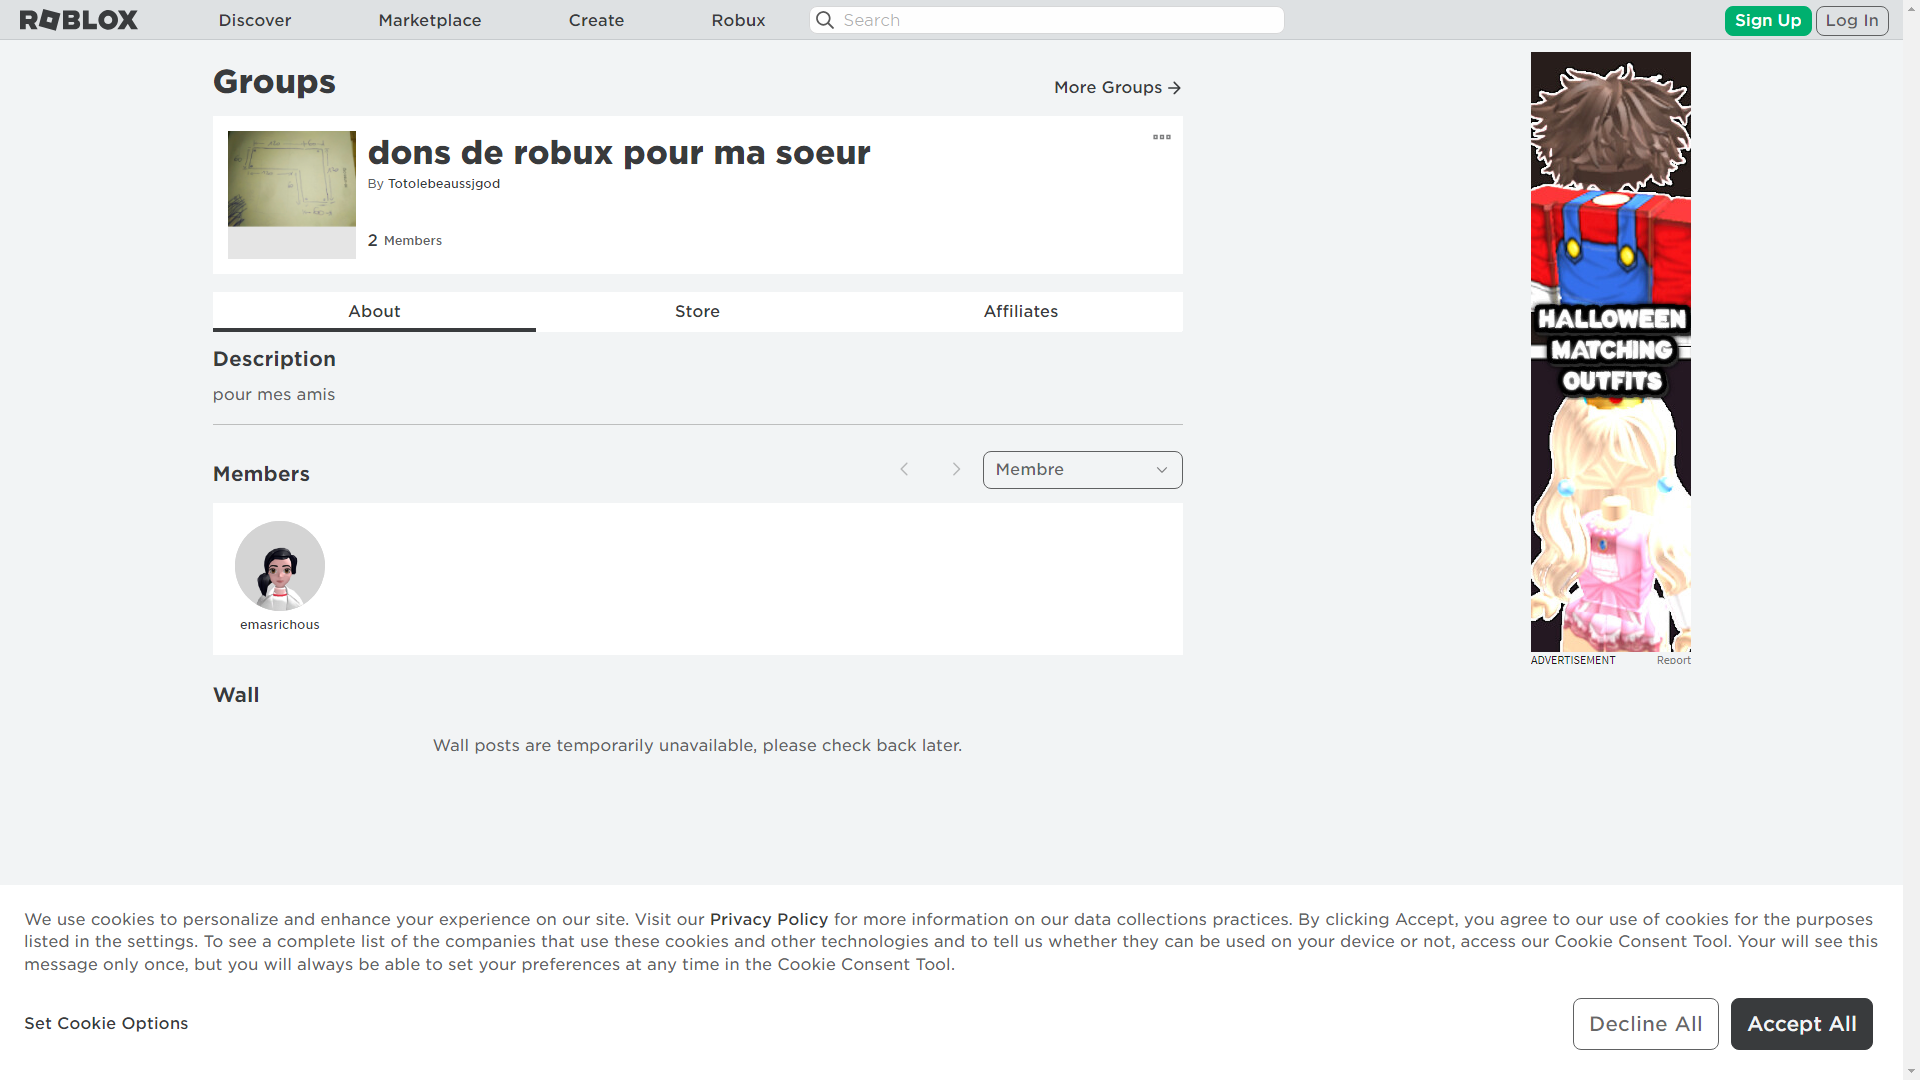 ROBLOX
Discover
Marketplace
Create
Robux
Search
Sign Up
Log In
Groups
More Groups
dons de robux pour ma soeur
By Totolebeaussjgod
2 Members
About
Store
Affiliates
Description
pour mes amis
Members
Membre
emasrichous
Wall
Wall posts are temporarily unavailable, please check back later.
HALLOWEEN
MATCHING
OUTFITS
ADVERTISEMENT
Report
We use cookies to personalize and enhance your experience on our site. Visit our Privacy Policy for more information on our data collections practices. By clicking Accept, you agree to our use of cookies for the purposes
listed in the settings. To see a complete list of the companies that use these cookies and other technologies and to tell us whether they can be used on your device or not, access our Cookie Consent Tool. Your will see this
message only once, but you will always be able to set your preferences at any time in the Cookie Consent Tool.
Set Cookie Options
Decline All
Accept All